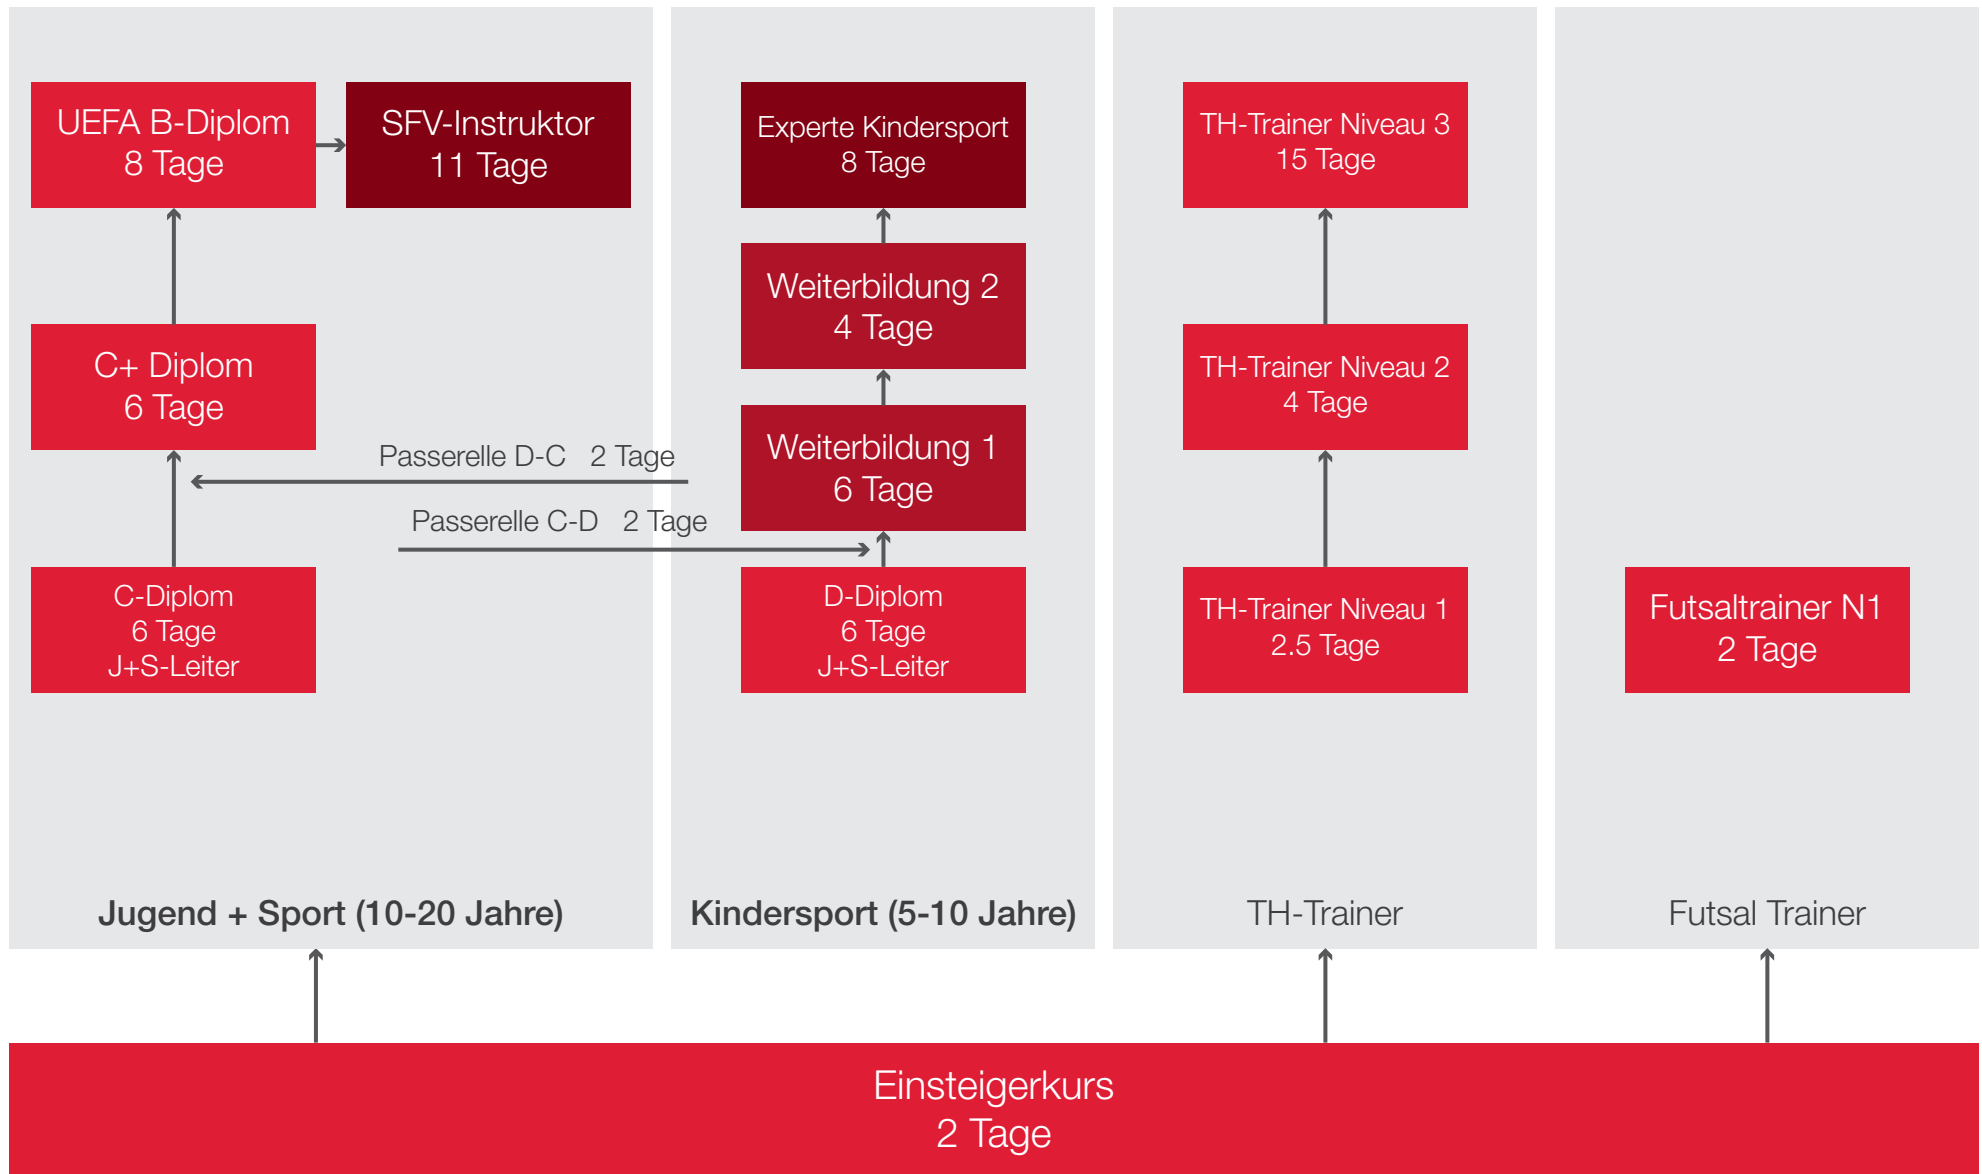 UEFA B-Diplom
8 Tage
SFV-Instruktor
11 Tage
C+ Diplom
6 Tage
Passerelle D-C 2 Tage
Passerelle C-D 2 Tage
C-Diplom
6 Tage
J+S-Leiter
Jugend + Sport (10-20 Jahre)
Experte Kindersport
8 Tage
Weiterbildung 2
4 Tage
Weiterbildung 1
6 Tage
D-Diplom
6 Tage
J+S-Leiter
Kindersport (5-10 Jahre)
TH-Trainer Niveau 3
15 Tage
TH-Trainer Niveau 2
4 Tage
TH-Trainer Niveau 1
2.5 Tage
TH-Trainer
Futsaltrainer N1
2 Tage
Futsal Trainer
Einsteigerkurs
2 Tage